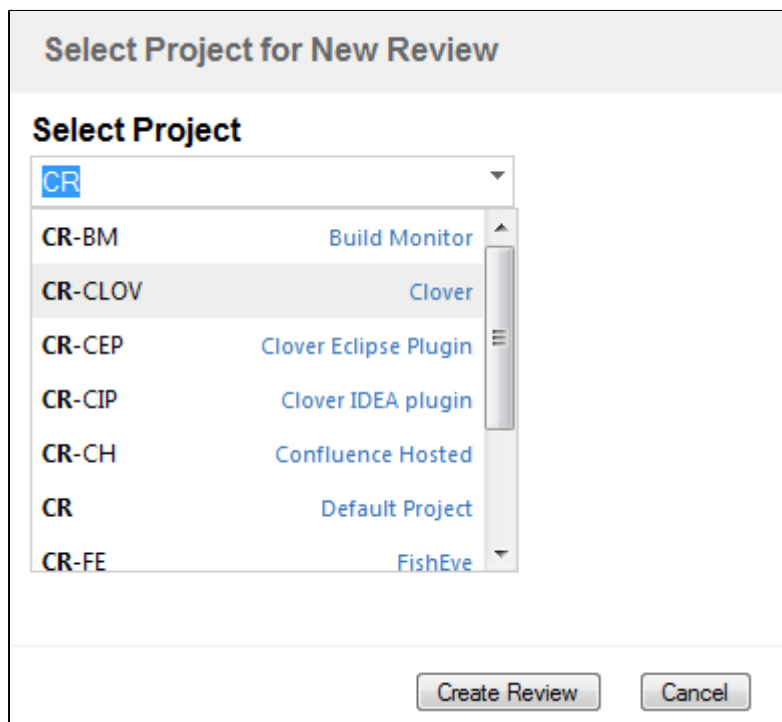 Select Project for New Review
Select Project
CR
CR-BM Build Monitor
CR-CLOV Clover
CR-CEP Clover Eclipse Plugin
CR-CIP Clover IDEA plugin
CR-CH Confluence Hosted
CR Default Project
CR-FE FishEye
Create Review Cancel